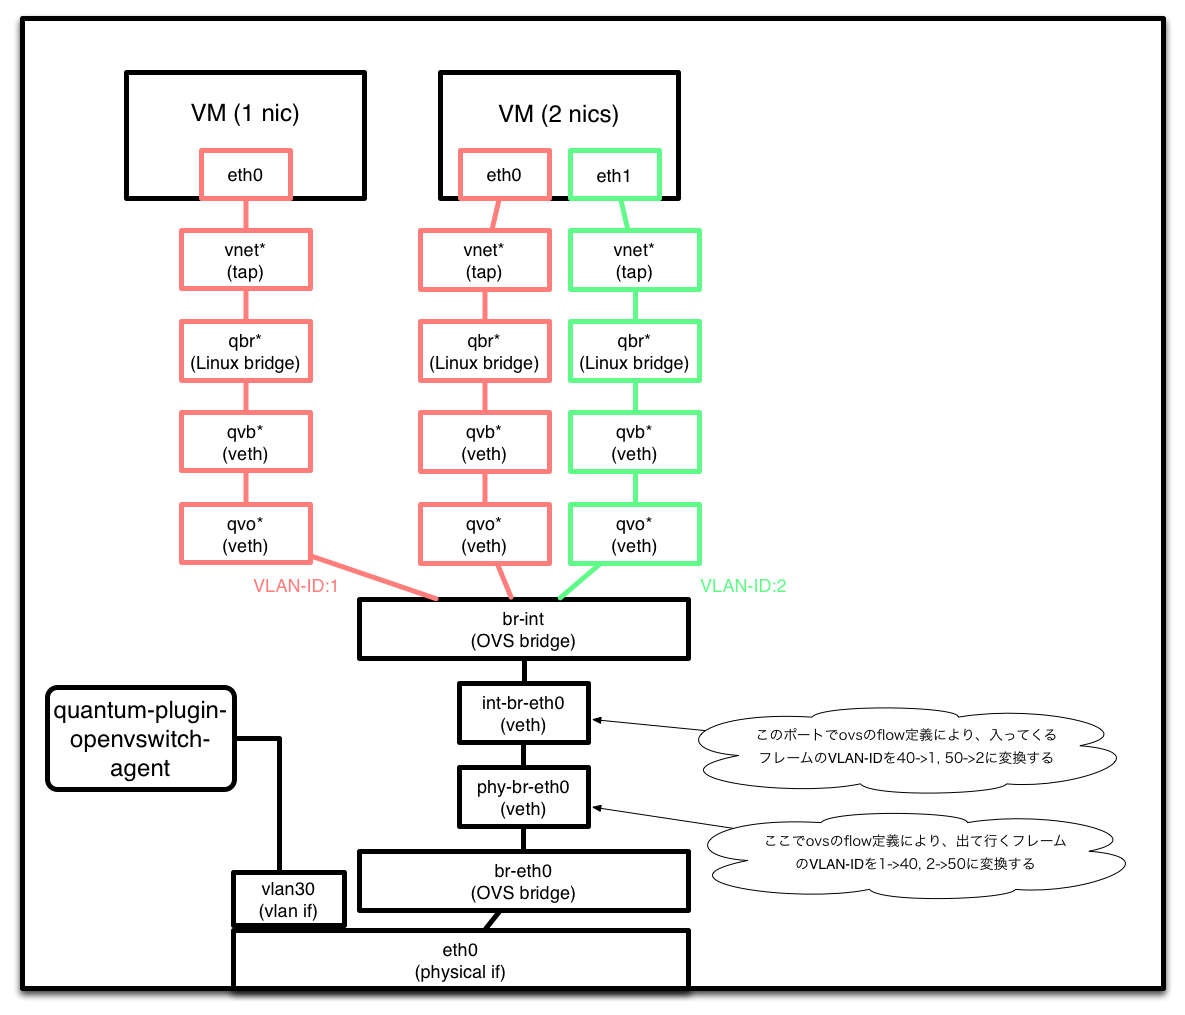 VM (1 nic)
VM (2 nics)
eth0
eth0
eth1
vnet*
(tap)
vnet*
(tap)
vnet*
(tap)
qbr*
(Linux bridge)
qbr*
(Linux bridge)
qbr*
(Linux bridge)
qvb*
(veth)
qvb*
(veth)
qvb*
(veth)
qvo*
(veth)
qvo*
(veth)
qvo*
(veth)
VLAN-ID:1
VLAN-ID:2
br-int
(OVS bridge)
int-br-eth0
(veth)
quantum-plugin-
openvswitch-
agent
このポートでovsのflow定義により、入ってくる
フレームのVLAN-IDを40->1, 50->2に変換する
phy-br-eth0
(veth)
ここでovsのflow定義により、出て行くフレーム
のVLAN-IDを1->40, 2->50に変換する
br-eth0
(OVS bridge)
vlan30
(vlan if)
eth0
(physical if)